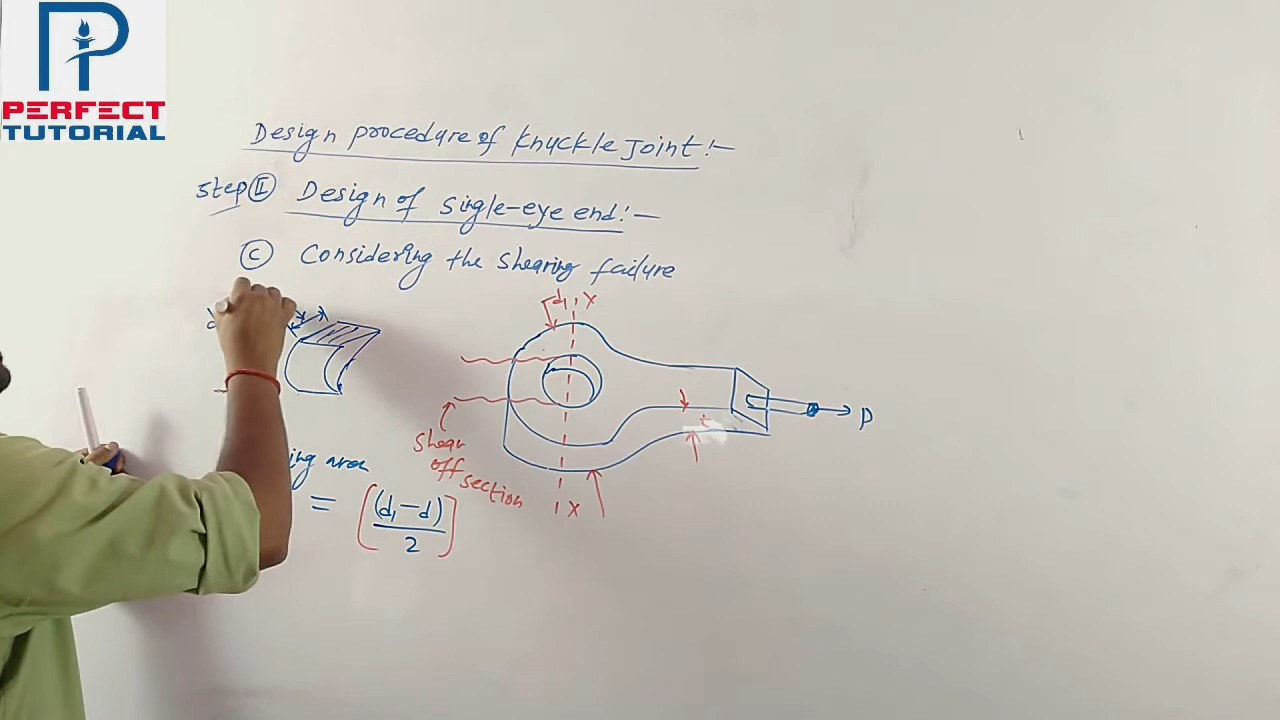 PERFECT
TUTORIAL
Design procedure of Knuckle Joint:-
Step II Design of Single-eye end:-
C Considering the Shearing failure
d₁ X
t
P
Shear
off section
X
area
= [(d₁-d)/2]